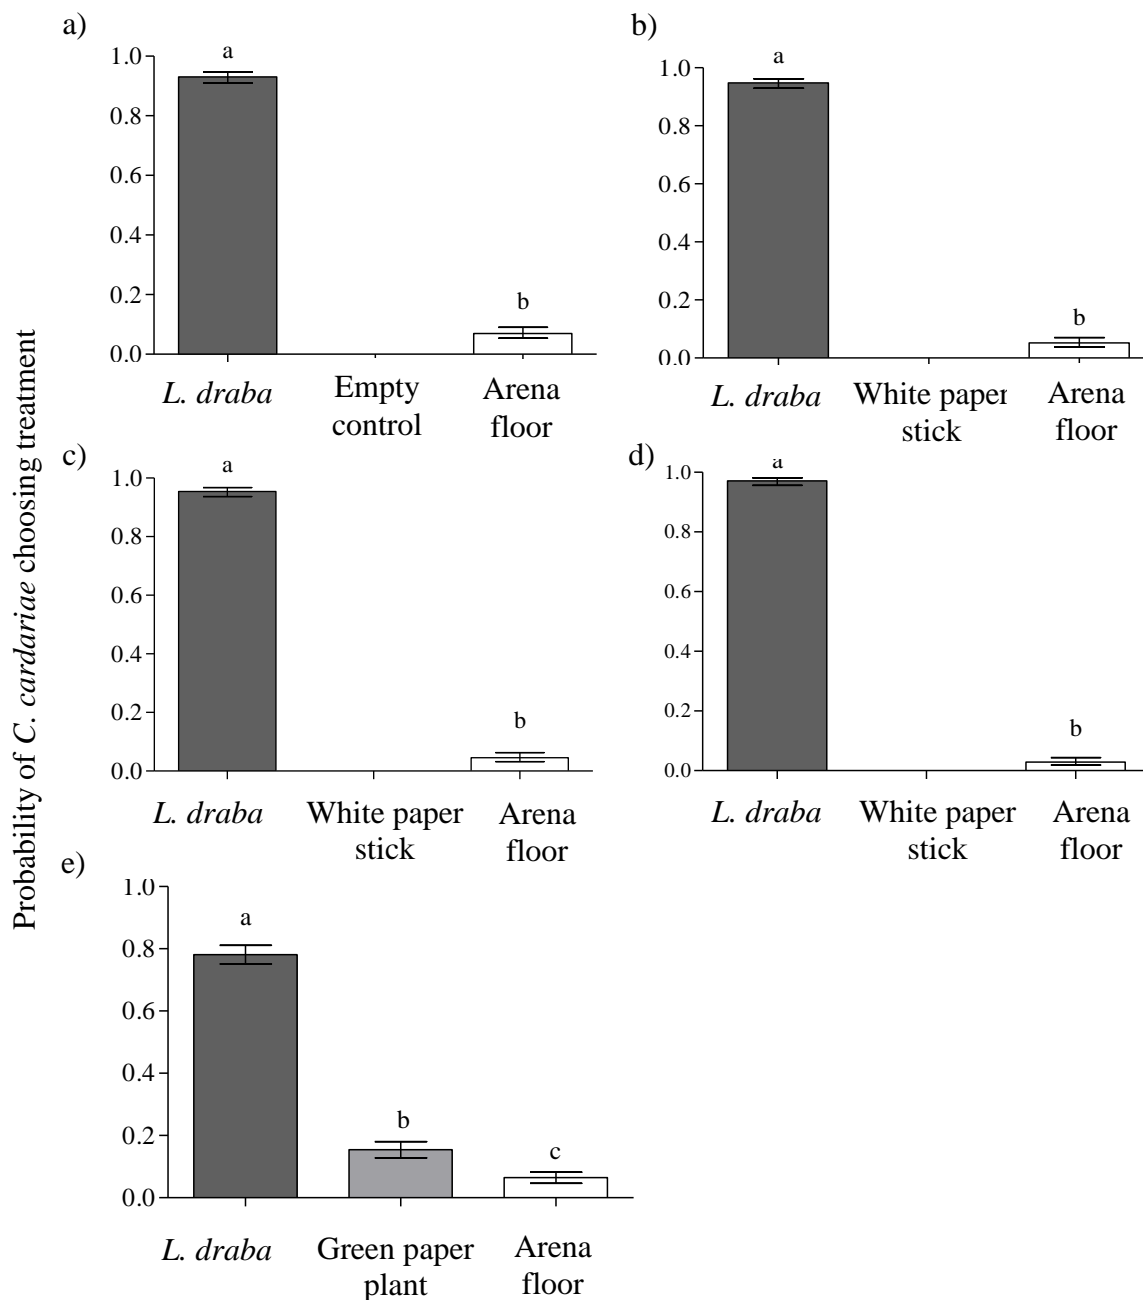 Probability of C. cardariae choosing treatment
a)
1.0
0.8
0.6
0.4
0.2
0.0
a
b
L. draba
Empty
control
Arena
floor
b)
1.0
0.8
0.6
0.4
0.2
0.0
a
b
L. draba
White paper
stick
Arena
floor
c)
1.0
0.8
0.6
0.4
0.2
0.0
a
b
L. draba
White paper
stick
Arena
floor
d)
1.0
0.8
0.6
0.4
0.2
0.0
a
b
L. draba
White paper
stick
Arena
floor
e)
1.0
0.8
0.6
0.4
0.2
0.0
a
b
c
L. draba
Green paper
plant
Arena
floor